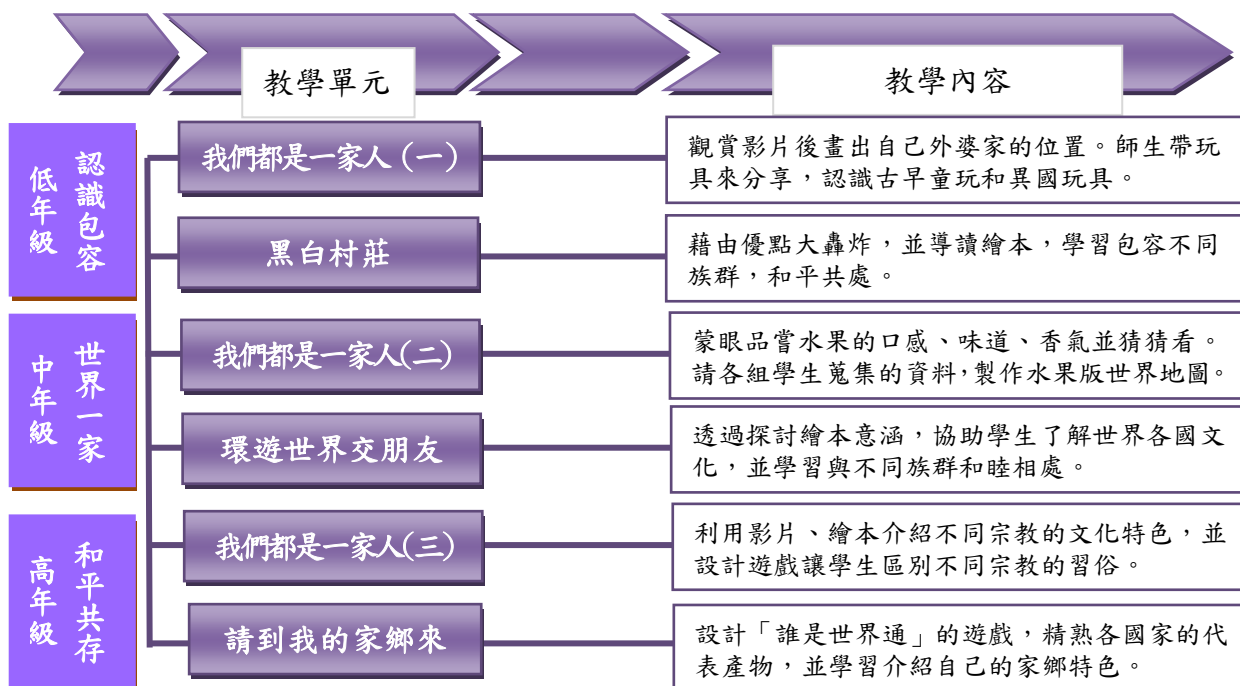 教學單元
教學內容
認識包容
低年級
我們都是一家人（一）
觀賞影片後畫出自己外婆家的位置。師生帶玩
具來分享，認識古早童玩和異國玩具。
黑白村莊
藉由優點大轟炸，並導讀繪本，學習包容不同
族群，和平共處。
世界一家
中年級
我們都是一家人(二)
蒙眼品嘗水果的口感、味道、香氣並猜猜看。
請各組學生蒐集的資料，製作水果版世界地圖。
環遊世界交朋友
透過探討繪本意涵，協助學生了解世界各國文
化，並學習與不同族群和睦相處。
和平共存
高年級
我們都是一家人(三)
利用影片、繪本介紹不同宗教的文化特色，並
設計遊戲讓學生區別不同宗教的習俗。
請到我的家鄉來
設計「誰是世界通」的遊戲，精熟各國家的代
表產物，並學習介紹自己的家鄉特色。